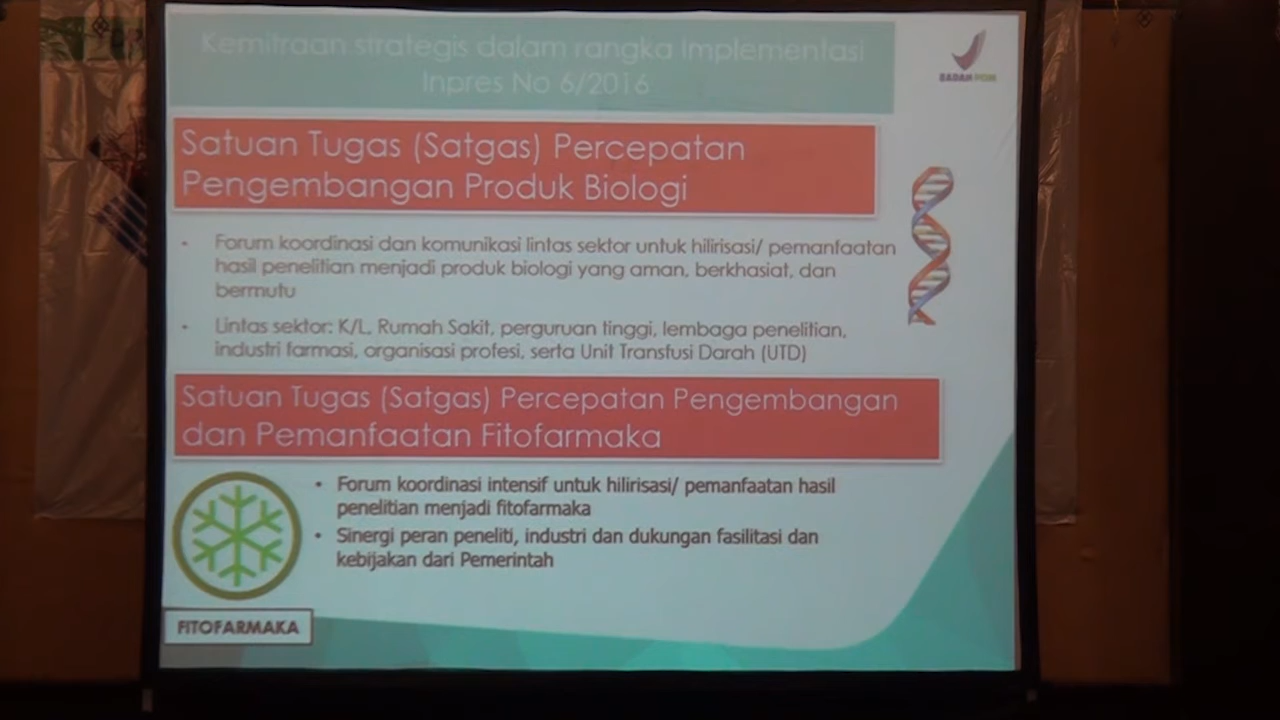 Kemitraan strategis dalam rangka Implementasi
Inpres No 6/2016
BADAN POM
Satuan Tugas (Satgas) Percepatan
Pengembangan Produk Biologi
• Forum koordinasi dan komunikasi lintas sektor untuk hilirisasi/ pemanfaatan
hasil penelitian menjadi produk biologi yang aman, berkhasiat, dan
bermutu
• Lintas sektor: K/L, Rumah Sakit, perguruan tinggi, lembaga penelitian,
industri farmasi, organisasi profesi, serta Unit Transfusi Darah (UTD)
Satuan Tugas (Satgas) Percepatan Pengembangan
dan Pemanfaatan Fitofarmaka
• Forum koordinasi intensif untuk hilirisasi/ pemanfaatan hasil
penelitian menjadi fitofarmaka
• Sinergi peran peneliti, industri dan dukungan fasilitasi dan
kebijakan dari Pemerintah
FITOFARMAKA